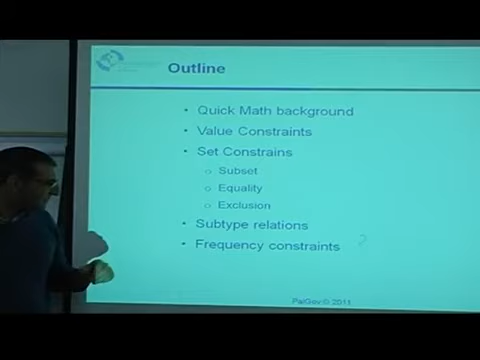 Outline
• Quick Math background
• Value Constraints
• Set Constrains
o Subset
o Equality
o Exclusion
• Subtype relations
• Frequency constraints
PalGov © 2011